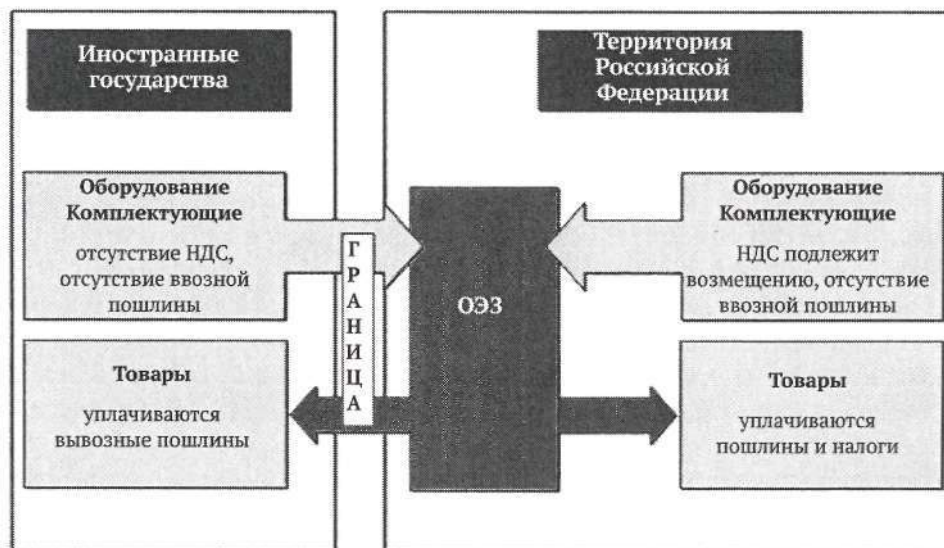 Иностранные
государства
Территория
Российской
Федерации
Оборудование
Комплектующие
отсутствие НДС,
отсутствие ввозной
пошлины
ГРАНИЦА
ОЭЗ
Оборудование
Комплектующие
НДС подлежит
возмещению, отсутствие
ввозной пошлины
Товары
уплачиваются
вывозные пошлины
Товары
уплачиваются
пошлины и налоги